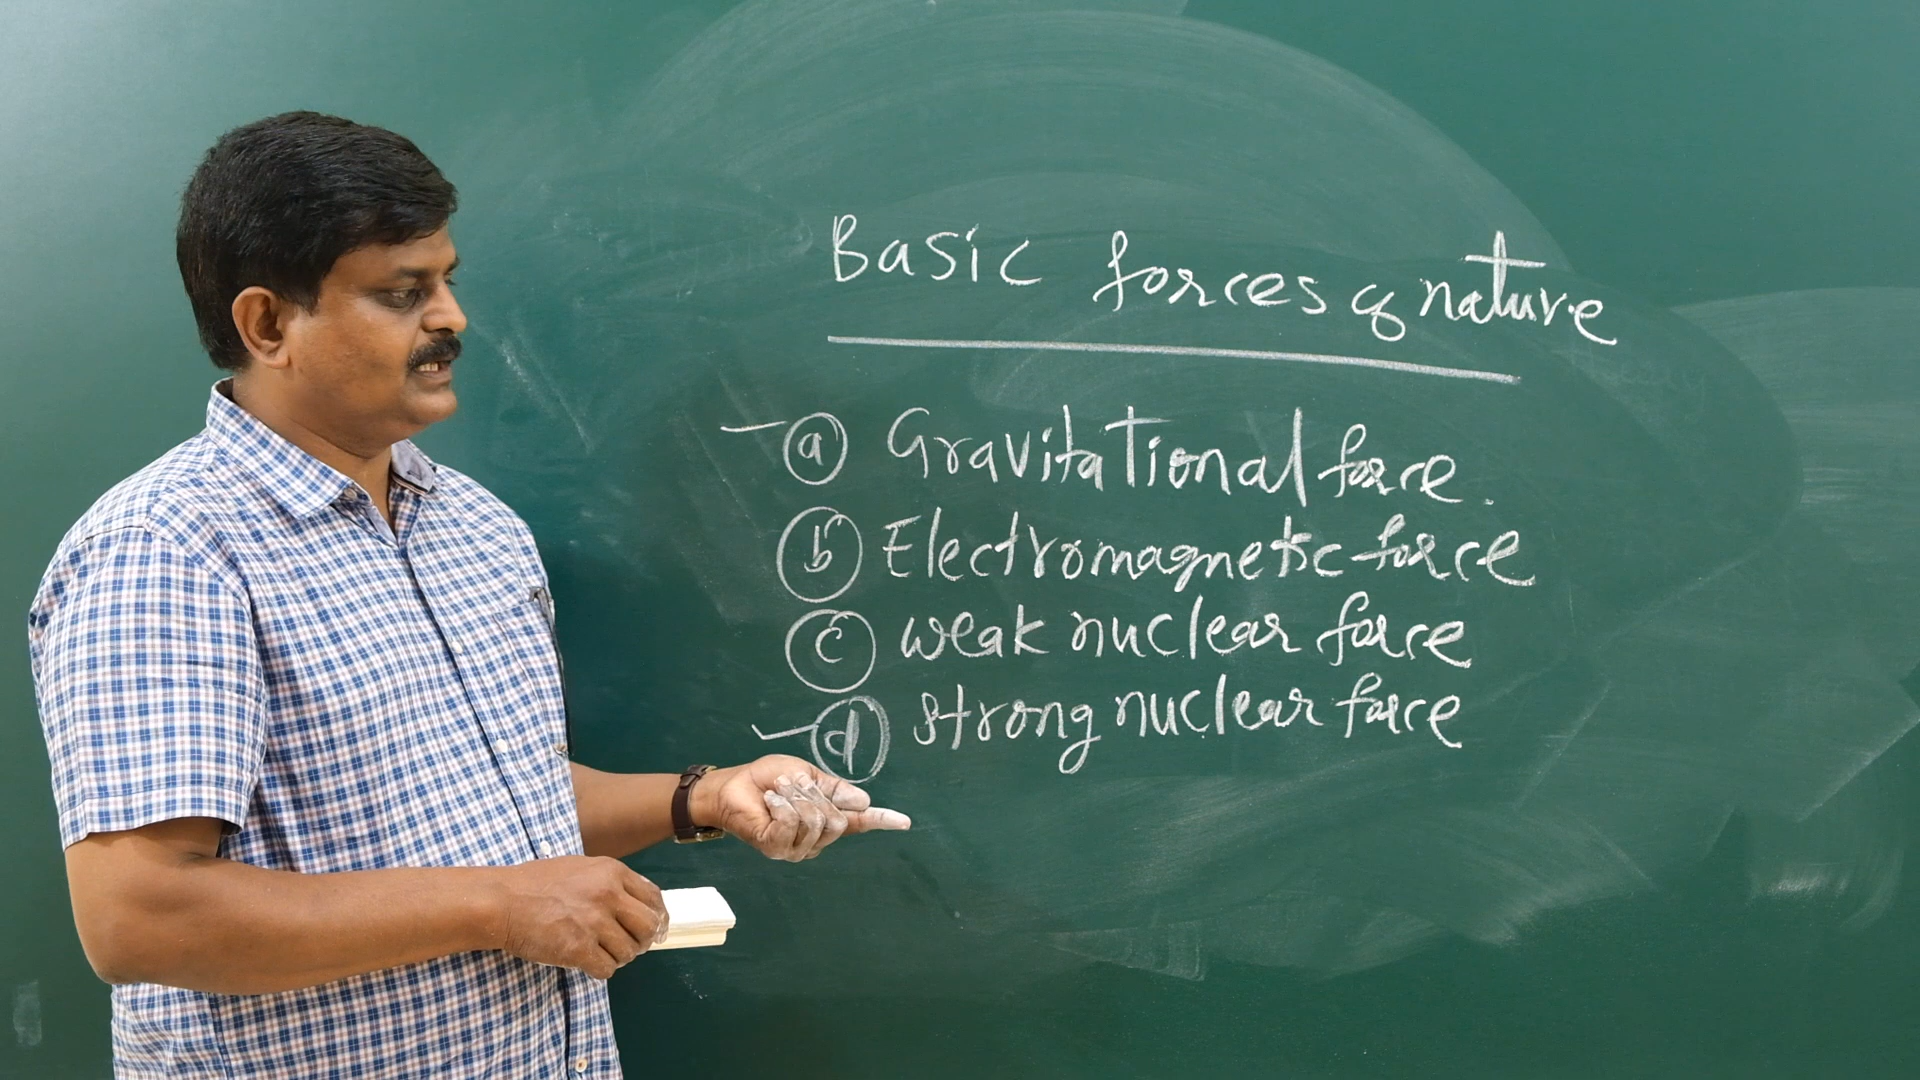 Basic forces of nature
a Gravitational force.
b Electromagnetic force
c weak nuclear force
d strong nuclear force